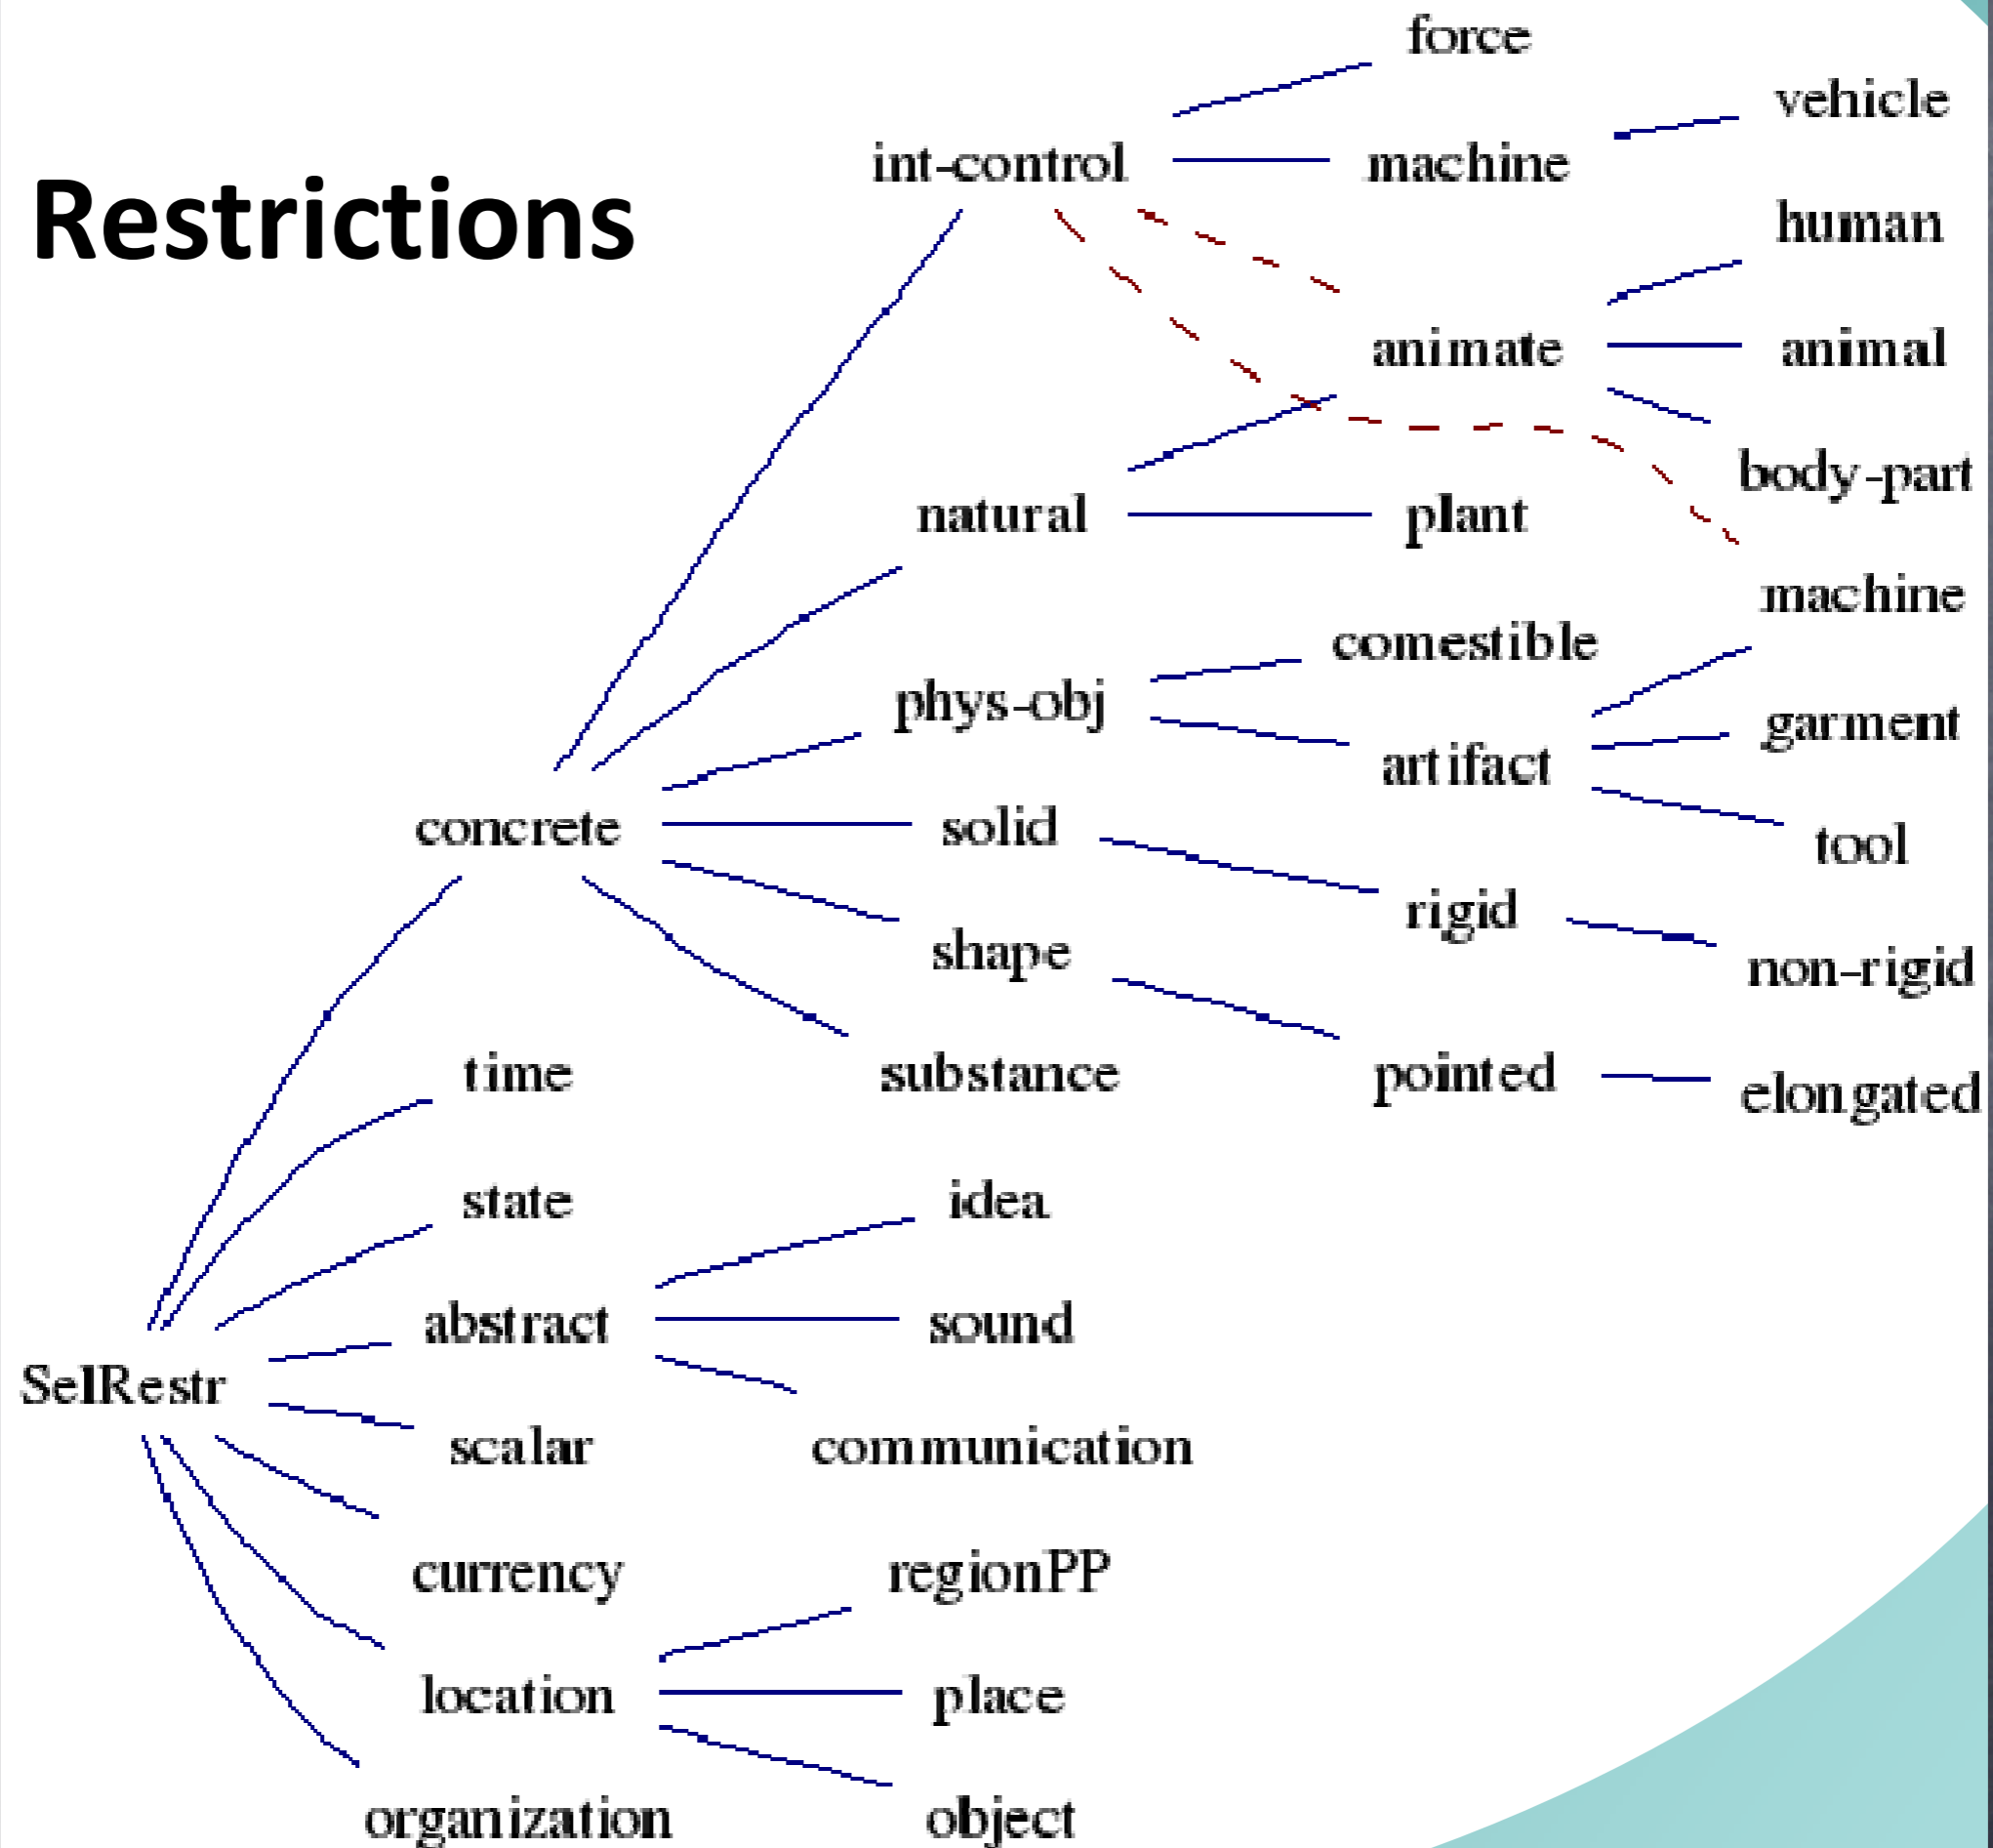 force
vehicle
int-control
machine
Restrictions
human
animate
animal
body-part
natural
plant
machine
comestible
phys-obj
garment
artifact
concrete
solid
tool
rigid
shape
non-rigid
time
substance
pointed
elongated
state
idea
abstract
sound
SelRestr
scalar
communication
currency
regionPP
location
place
organization
object